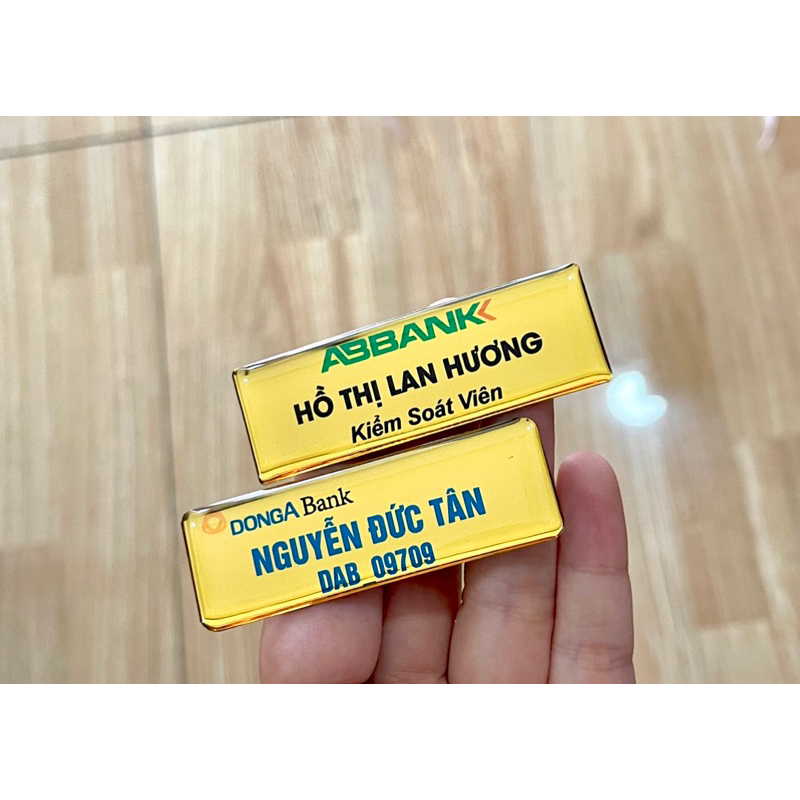 ABBANK
HỒ THỊ LAN HƯƠNG
Kiểm Soát Viên
DONGA Bank
NGUYỄN ĐỨC TÂN
DAB_09709